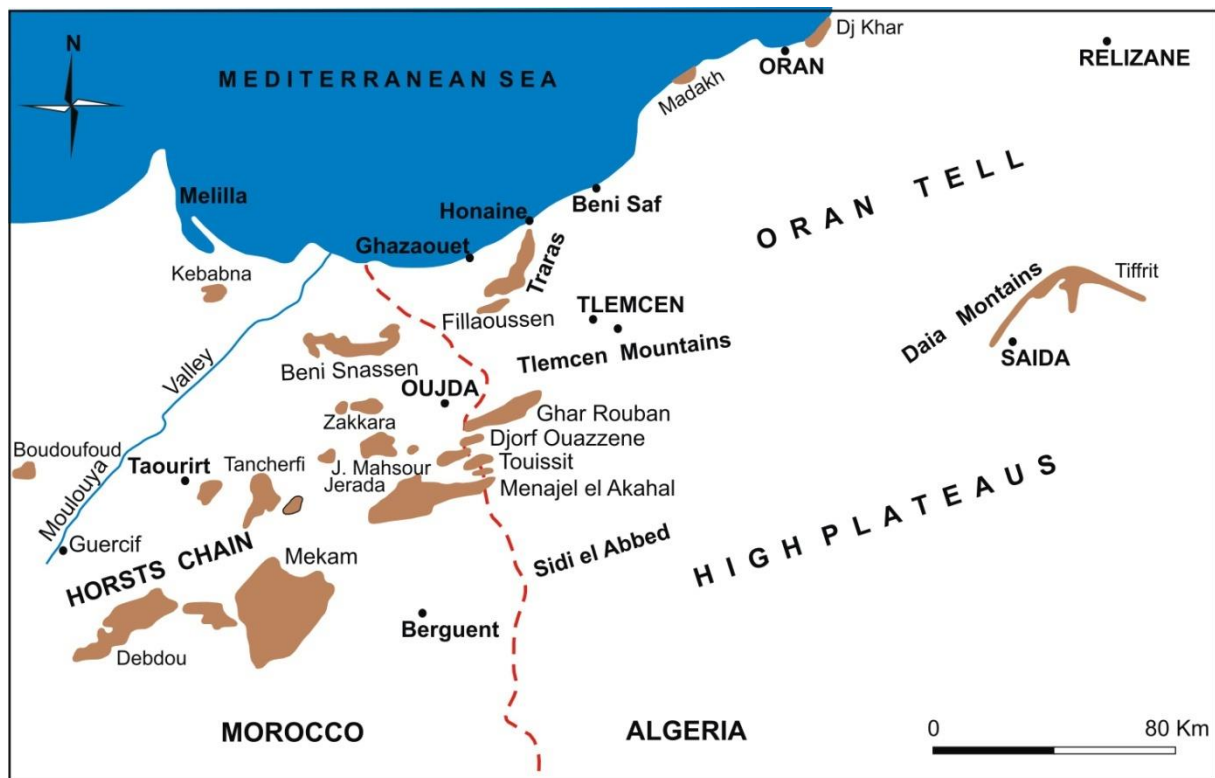 Dj Khar
N
ORAN
RELIZANE
MEDITERRANEAN SEA
Madakh
Melilla
Honaine
Beni Saf
ORAN TELL
Ghazaouet
Traras
Kebabna
Tiffrit
Daia Montains
TLEMCEN
Fillaoussen
Tlemcen Mountains
SAIDA
Valley
Beni Snassen
OUJDA
Ghar Rouban
Zakkara
Djorf Ouazzene
Boudoufoud
Taourirt
Tancherfi
J. Mahsour
Touissit
Jerada
Menajel el Akahal
Moulouya
HIGH PLATEAUS
Guercif
HORSTS CHAIN
Mekam
Sidi el Abbed
Berguent
Debdou
MOROCCO
ALGERIA
0
80 Km